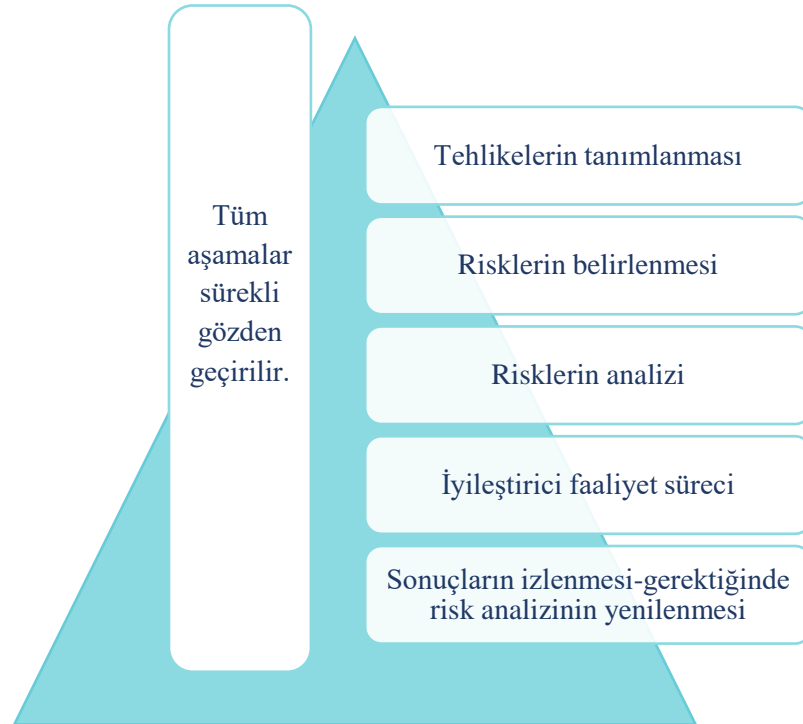 Tüm
aşamalar
sürekli
gözden
geçirilir.
Tehlikelerin tanımlanması
Risklerin belirlenmesi
Risklerin analizi
İyileştirici faaliyet süreci
Sonuçların izlenmesi-gerektiğinde
risk analizinin yenilenmesi